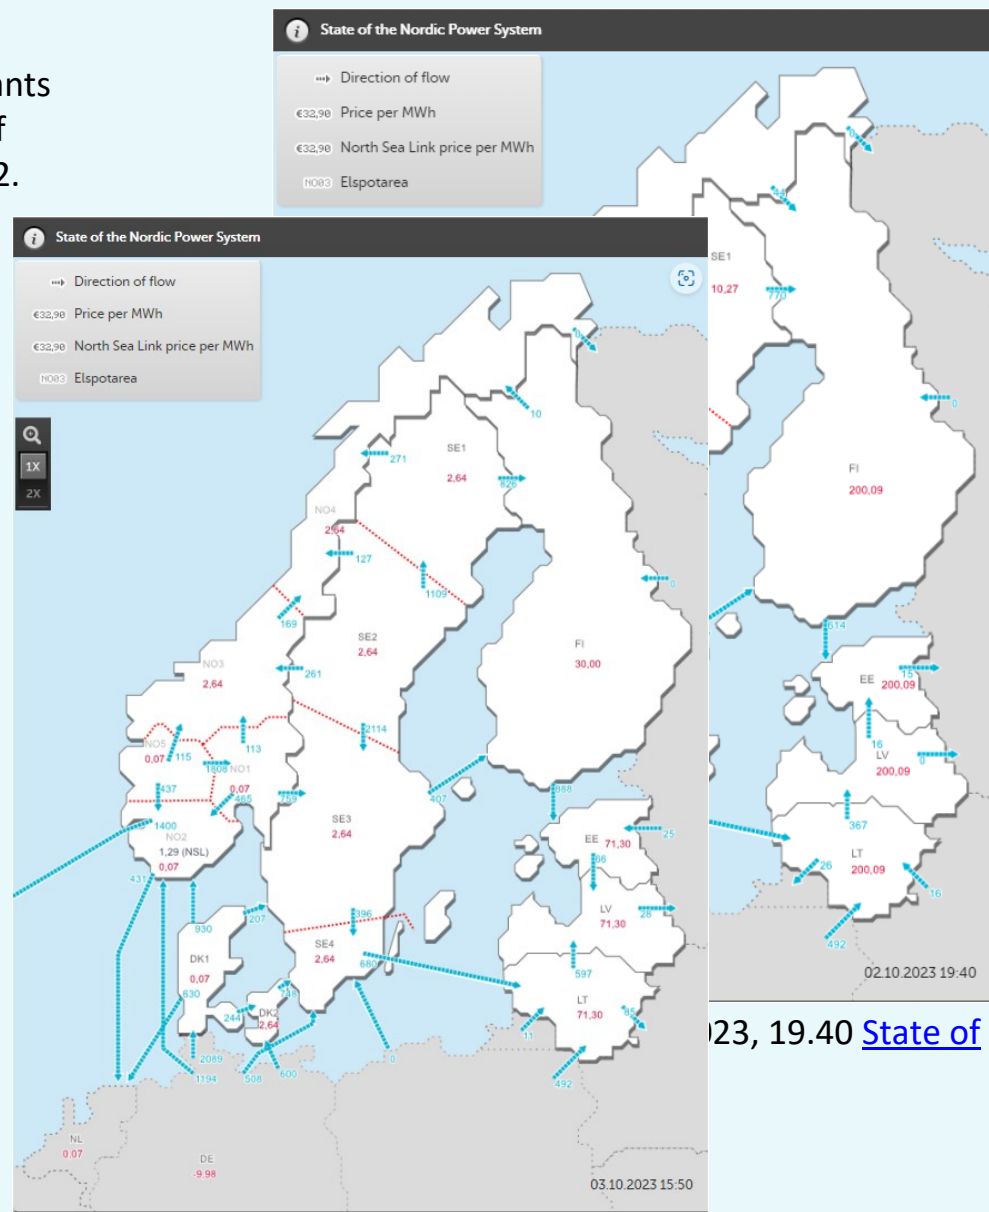 ants
f
2.
State of the Nordic Power System
Direction of flow
€32,90 Price per MWh
€32,90 North Sea Link price per MWh
NO03 Elspotarea
0
44
SE1
10,27
770
0
FI
200,09
614
EE 200,09
15
16
LV
200,09
0
367
LT
200,09
26
16
492
02.10.2023 19:40
State of the Nordic Power System
Direction of flow
€32,90 Price per MWh
€32,90 North Sea Link price per MWh
NO03 Elspotarea
1X
2X
0
10
SE1
2,64
271
826
NO4
2,64
127
1109
0
169
SE2
2,64
FI
30,00
NO3
2,64
261
2114
NO5
0,07
115
113
1808
NO1
0,07
437
465
759
407
988
1400
NO2
1,29 (NSL)
0,07
SE3
2,64
EE 71,30
25
66
431
207
396
LV
71,30
28
930
SE4
2,64
680
597
DK1
0,07
630
748
244
DK2
2,64
LT
71,30
85
11
2089
1194
508
600
0
492
NL
0,07
DE
-9,98
03.10.2023 15:50
023, 19.40 State of